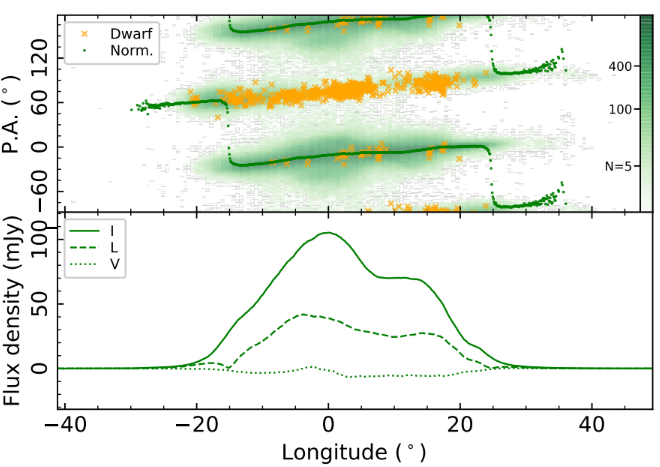 Dwarf
Norm.
P.A. (°)
120
60
0
−60
400
100
N=5
I
L
V
Flux density (mJy)
100
50
0
−40
−20
0
20
40
Longitude (°)